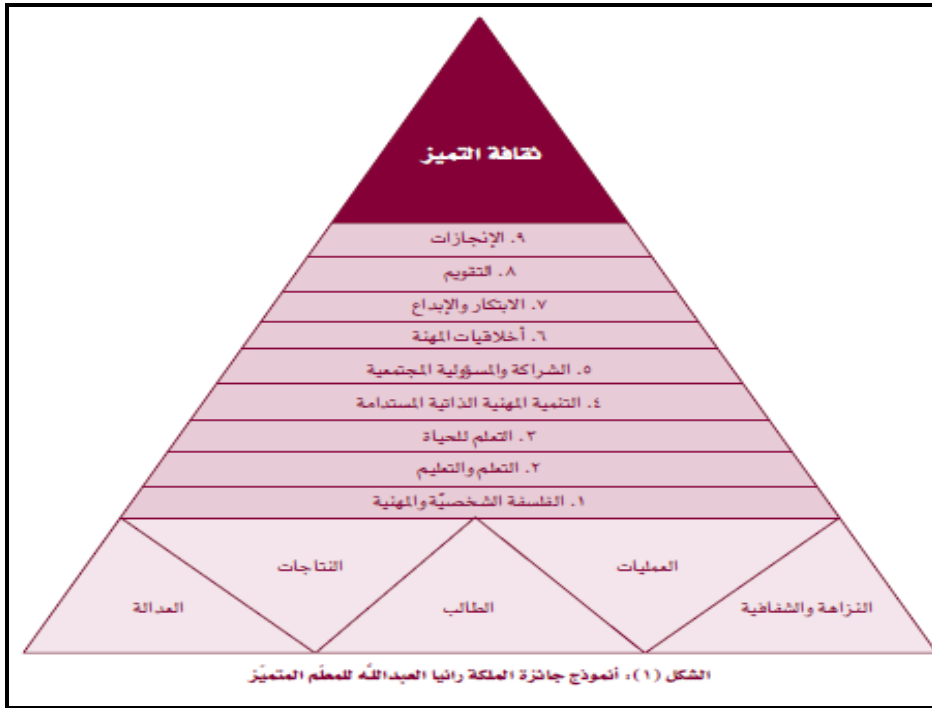 ثقافة التميز
٩. الإنجازات
٨. التقويم
٧. الابتكار والإبداع
٦. أخلاقيات المهنة
٥. الشراكة والمسؤولية المجتمعية
٤. التنمية المهنية الذاتية المستدامة
٣. التعلم للحياة
٢. التعلم والتعليم
١. الفلسفة الشخصيّة والمهنية
العمليات
النتاجات
النزاهة والشفافية
الطالب
العدالة
الشكل (١)، أنموذج جائزة الملكة رانيا العبدالله للمعلّم المتميّز